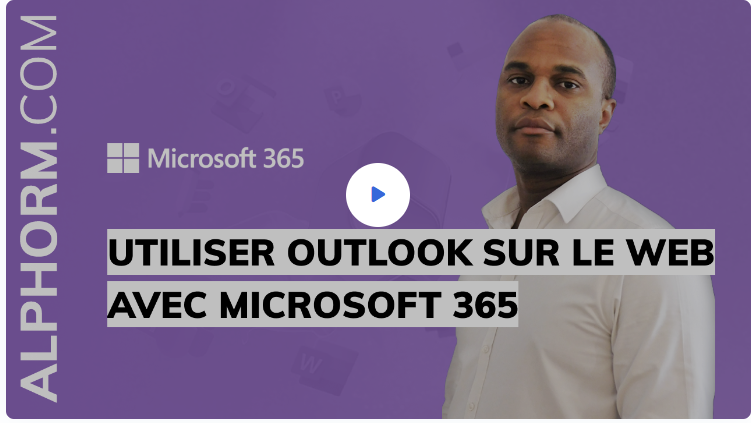 ALPHORM.COM
Microsoft 365
UTILISER OUTLOOK SUR LE WEB
AVEC MICROSOFT 365
W